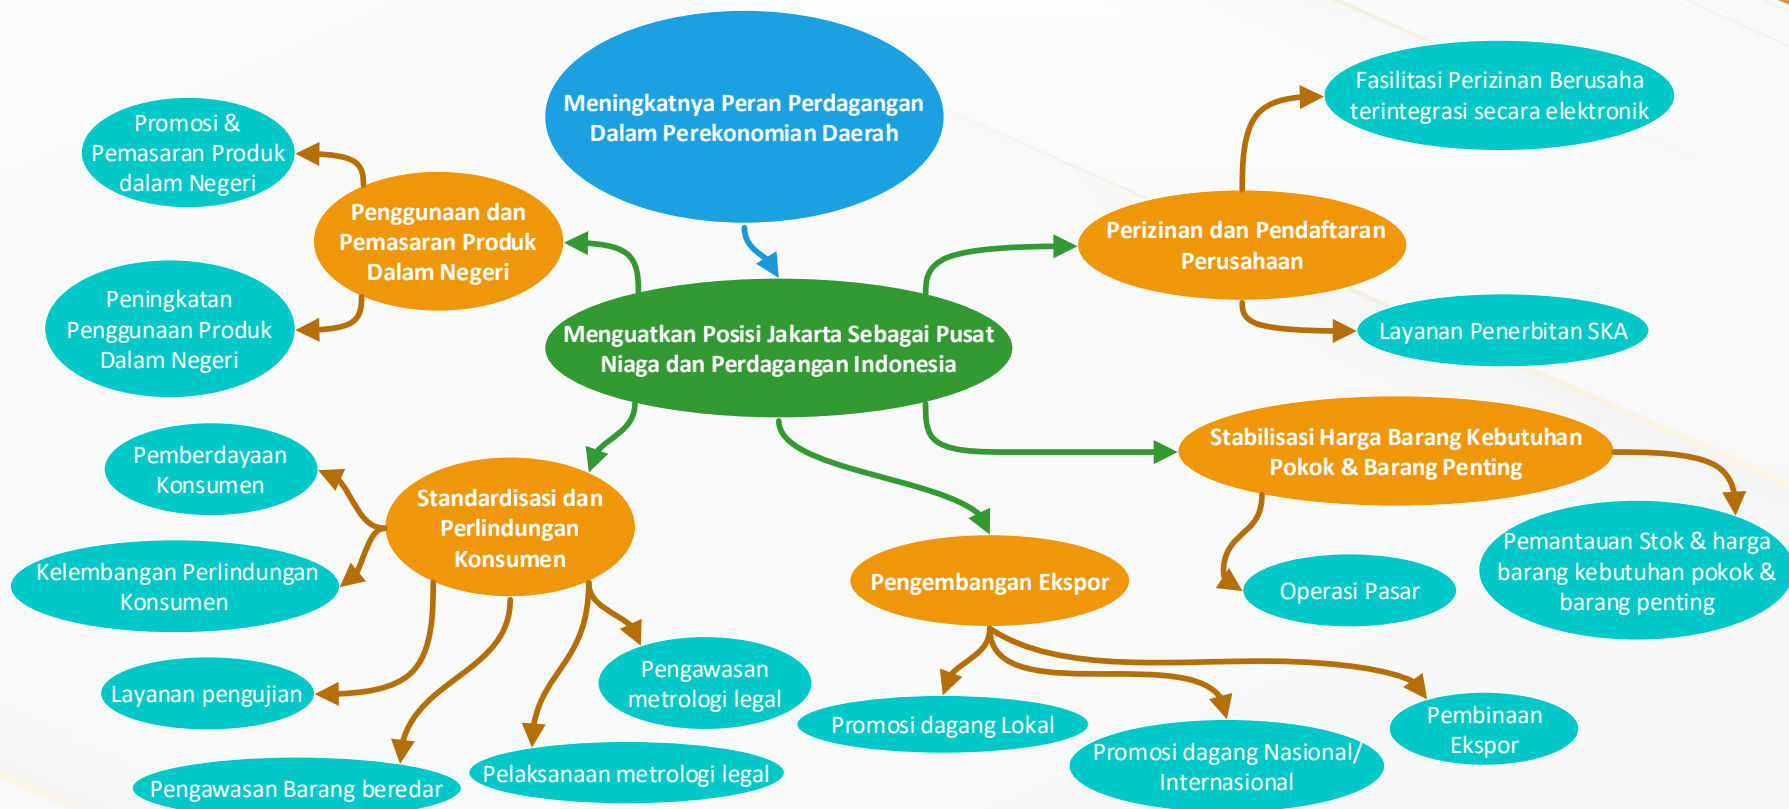 Meningkatnya Peran Perdagangan
Dalam Perekonomian Daerah
Menguatkan Posisi Jakarta Sebagai Pusat
Niaga dan Perdagangan Indonesia
Penggunaan dan
Pemasaran Produk
Dalam Negeri
Promosi &
Pemasaran Produk
dalam Negeri
Peningkatan
Penggunaan Produk
Dalam Negeri
Perizinan dan Pendaftaran
Perusahaan
Fasilitasi Perizinan Berusaha
terintegrasi secara elektronik
Layanan Penerbitan SKA
Stabilisasi Harga Barang Kebutuhan
Pokok & Barang Penting
Operasi Pasar
Pemantauan Stok & harga
barang kebutuhan pokok &
barang penting
Standardisasi dan
Perlindungan
Konsumen
Pemberdayaan
Konsumen
Kelembangan Perlindungan
Konsumen
Layanan pengujian
Pengawasan Barang beredar
Pelaksanaan metrologi legal
Pengawasan
metrologi legal
Pengembangan Ekspor
Promosi dagang Lokal
Promosi dagang Nasional/
Internasional
Pembinaan
Ekspor